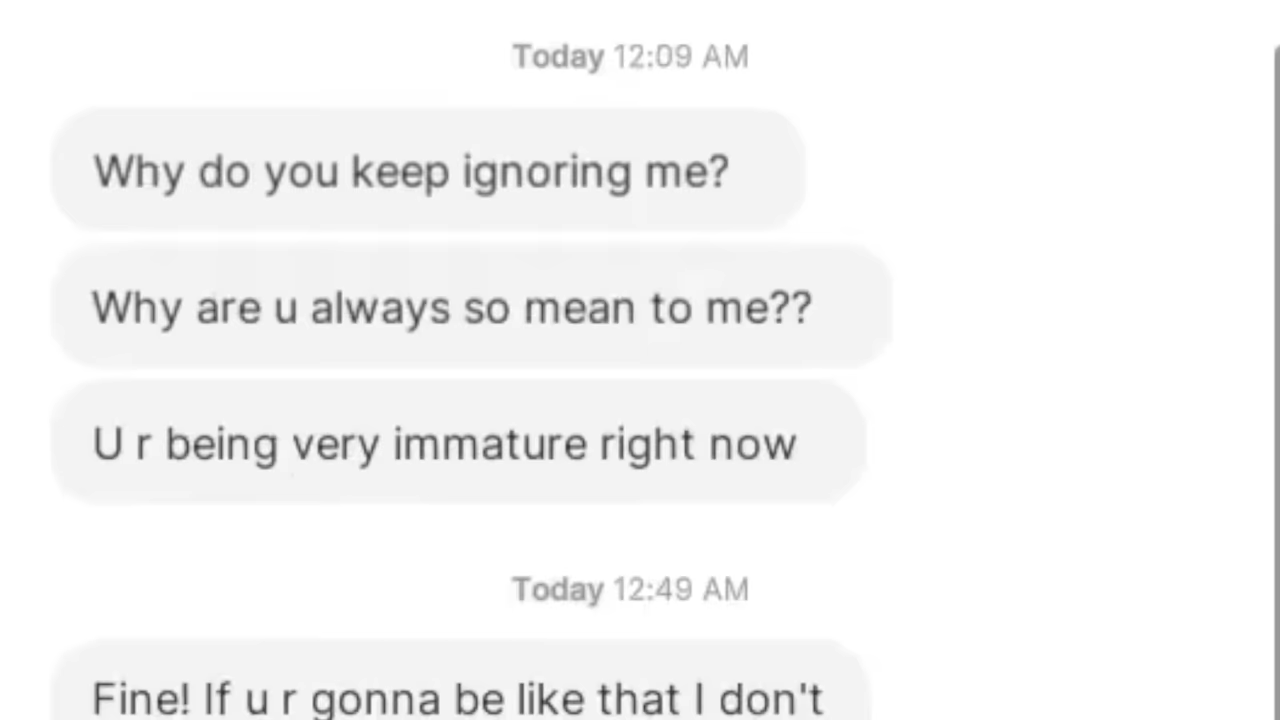 Today 12:09 AM
Why do you keep ignoring me?
Why are u always so mean to me??
U r being very immature right now
Today 12:49 AM
Fine! If u r gonna be like that I don't